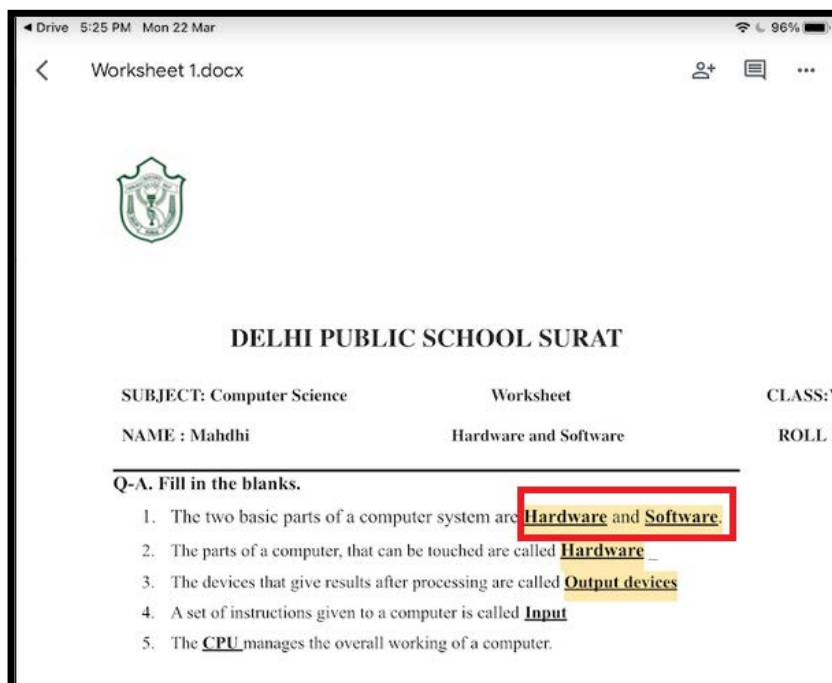 Drive 5:25 PM Mon 22 Mar 96%
Worksheet 1.docx
DELHI PUBLIC SCHOOL SURAT
SUBJECT: Computer Science Worksheet CLASS:
NAME : Mahdhi Hardware and Software ROLL
Q-A. Fill in the blanks.
1. The two basic parts of a computer system are Hardware and Software.
2. The parts of a computer, that can be touched are called Hardware _
3. The devices that give results after processing are called Output devices
4. A set of instructions given to a computer is called Input
5. The CPU manages the overall working of a computer.